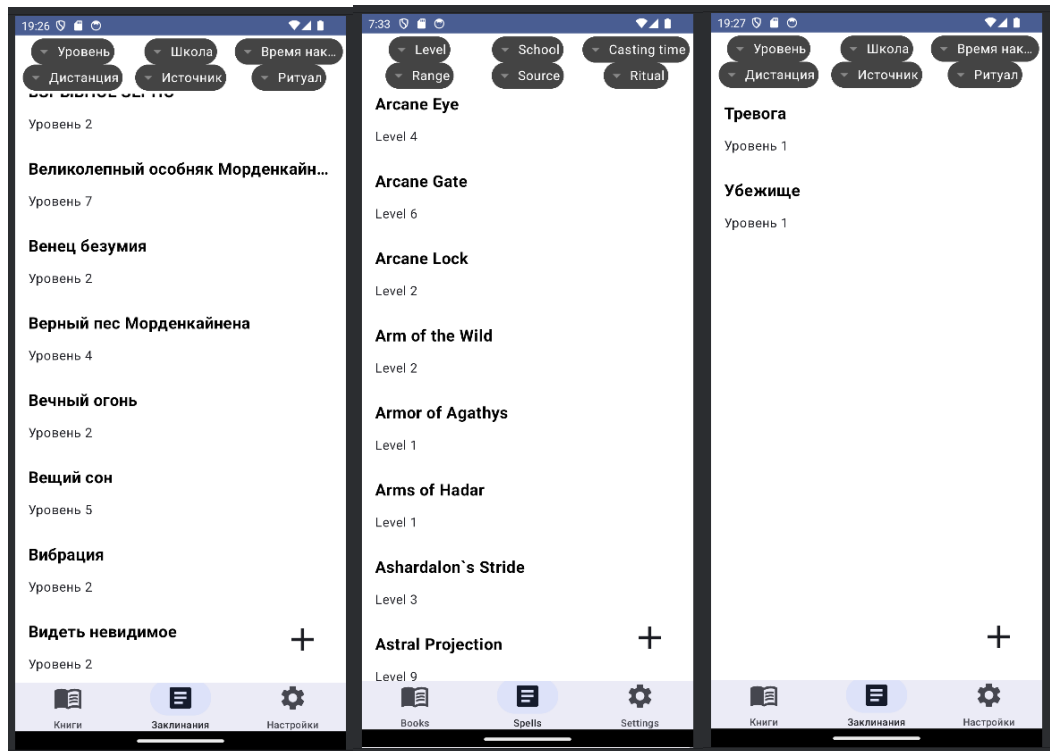 19:26
Уровень
Школа
Время нак...
Дистанция
Источник
Ритуал
Уровень 2
Великолепный особняк Морденкайн...
Уровень 7
Венец безумия
Уровень 2
Верный пес Морденкайнена
Уровень 4
Вечный огонь
Уровень 2
Вещий сон
Уровень 5
Вибрация
Уровень 2
Видеть невидимое
Уровень 2
Книги
Заклинания
Настройки
7:33
Level
School
Casting time
Range
Source
Ritual
Arcane Eye
Level 4
Arcane Gate
Level 6
Arcane Lock
Level 2
Arm of the Wild
Level 2
Armor of Agathys
Level 1
Arms of Hadar
Level 1
Ashardalon`s Stride
Level 3
Astral Projection
Level 9
Books
Spells
Settings
19:27
Уровень
Школа
Время нак...
Дистанция
Источник
Ритуал
Тревога
Уровень 1
Убежище
Уровень 1
Книги
Заклинания
Настройки